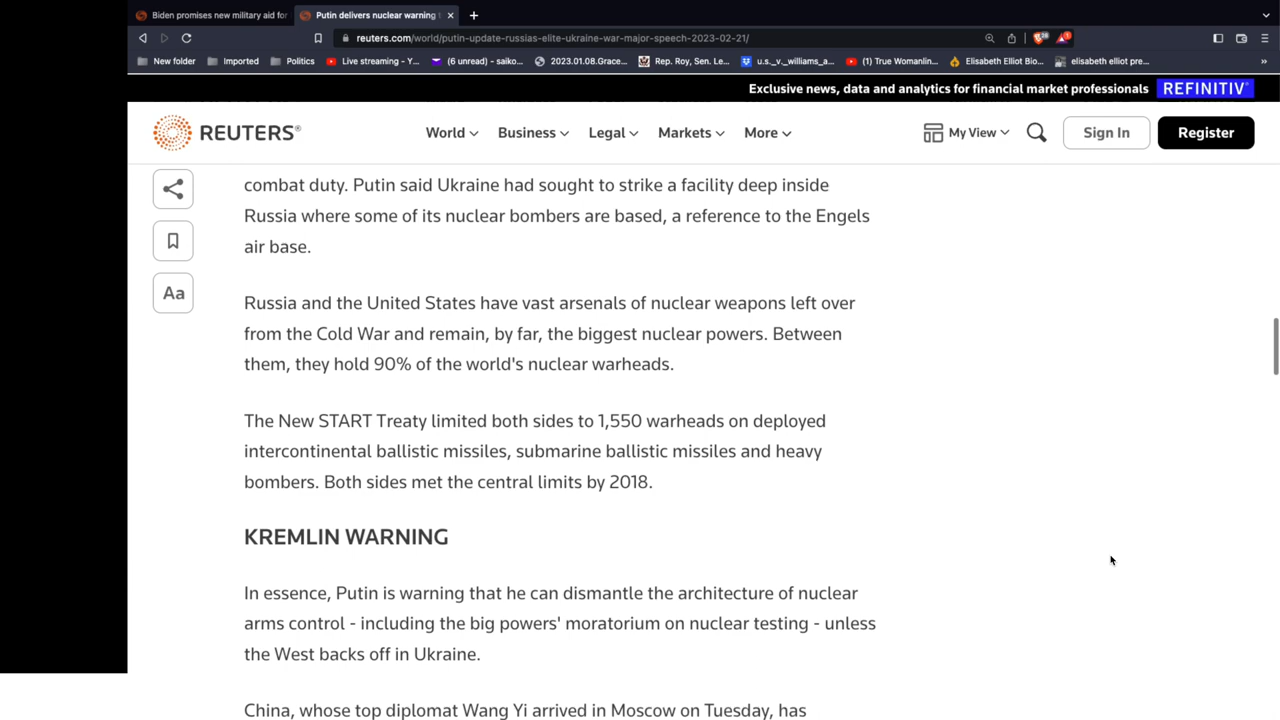 Biden promises new military aid for
Putin delivers nuclear warning t
reuters.com/world/putin-update-russias-elite-ukraine-war-major-speech-2023-02-21/
New folder
Imported
Politics
Live streaming - Y...
(6 unread) - saiko...
2023.01.08.Grace...
Rep. Roy, Sen. Le...
u.s._v._williams_a...
(1) True Womanlin...
Elisabeth Elliot Bio...
elisabeth elliot pre...
»
Exclusive news, data and analytics for financial market professionals REFINITIV
REUTERS®
World
Business
Legal
Markets
More
My View
Sign In
Register
Aa
combat duty. Putin said Ukraine had sought to strike a facility deep inside
Russia where some of its nuclear bombers are based, a reference to the Engels
air base.
Russia and the United States have vast arsenals of nuclear weapons left over
from the Cold War and remain, by far, the biggest nuclear powers. Between
them, they hold 90% of the world's nuclear warheads.
The New START Treaty limited both sides to 1,550 warheads on deployed
intercontinental ballistic missiles, submarine ballistic missiles and heavy
bombers. Both sides met the central limits by 2018.
KREMLIN WARNING
In essence, Putin is warning that he can dismantle the architecture of nuclear
arms control - including the big powers' moratorium on nuclear testing - unless
the West backs off in Ukraine.
China, whose top diplomat Wang Yi arrived in Moscow on Tuesday, has